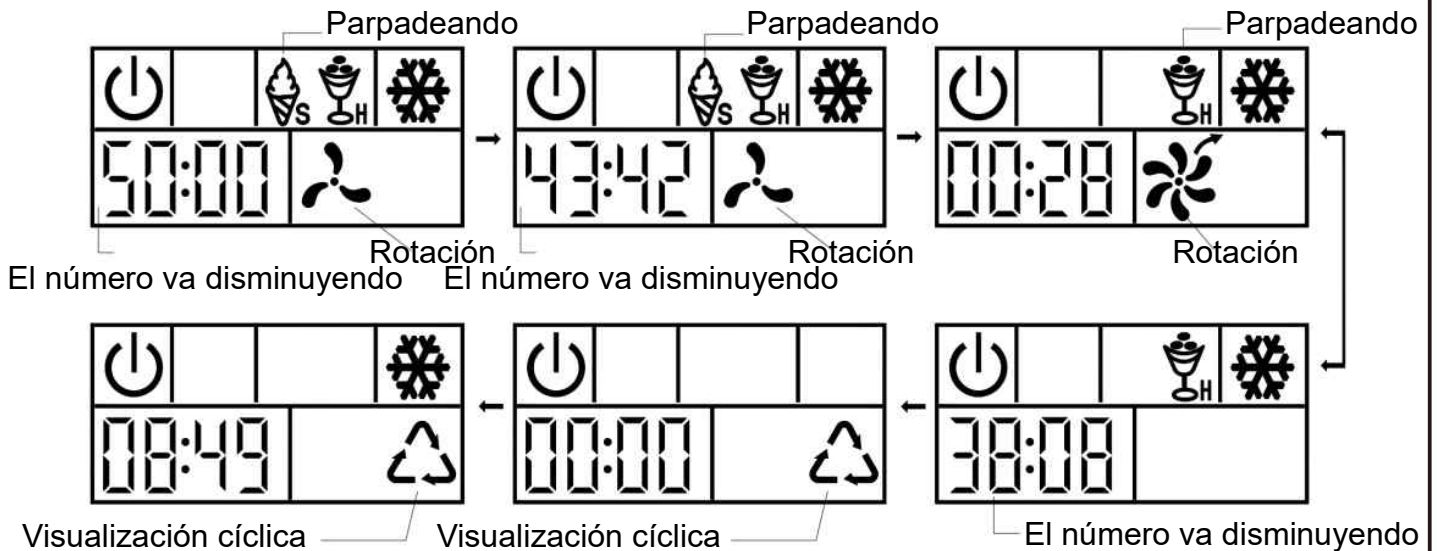 Parpadeando Parpadeando Parpadeando
S H S H H
50:00 43:42 00:28
Rotación Rotación Rotación
El número va disminuyendo El número va disminuyendo
H
08:49 00:00 38:08
Visualización cíclica Visualización cíclica El número va disminuyendo